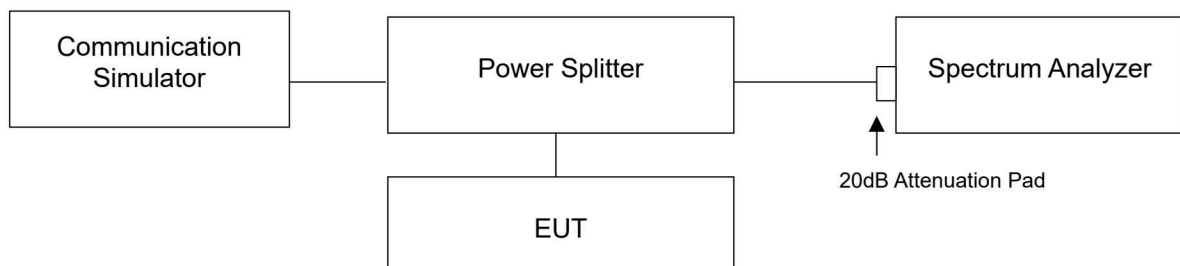 Communication
Simulator
Power Splitter
Spectrum Analyzer
20dB Attenuation Pad
EUT